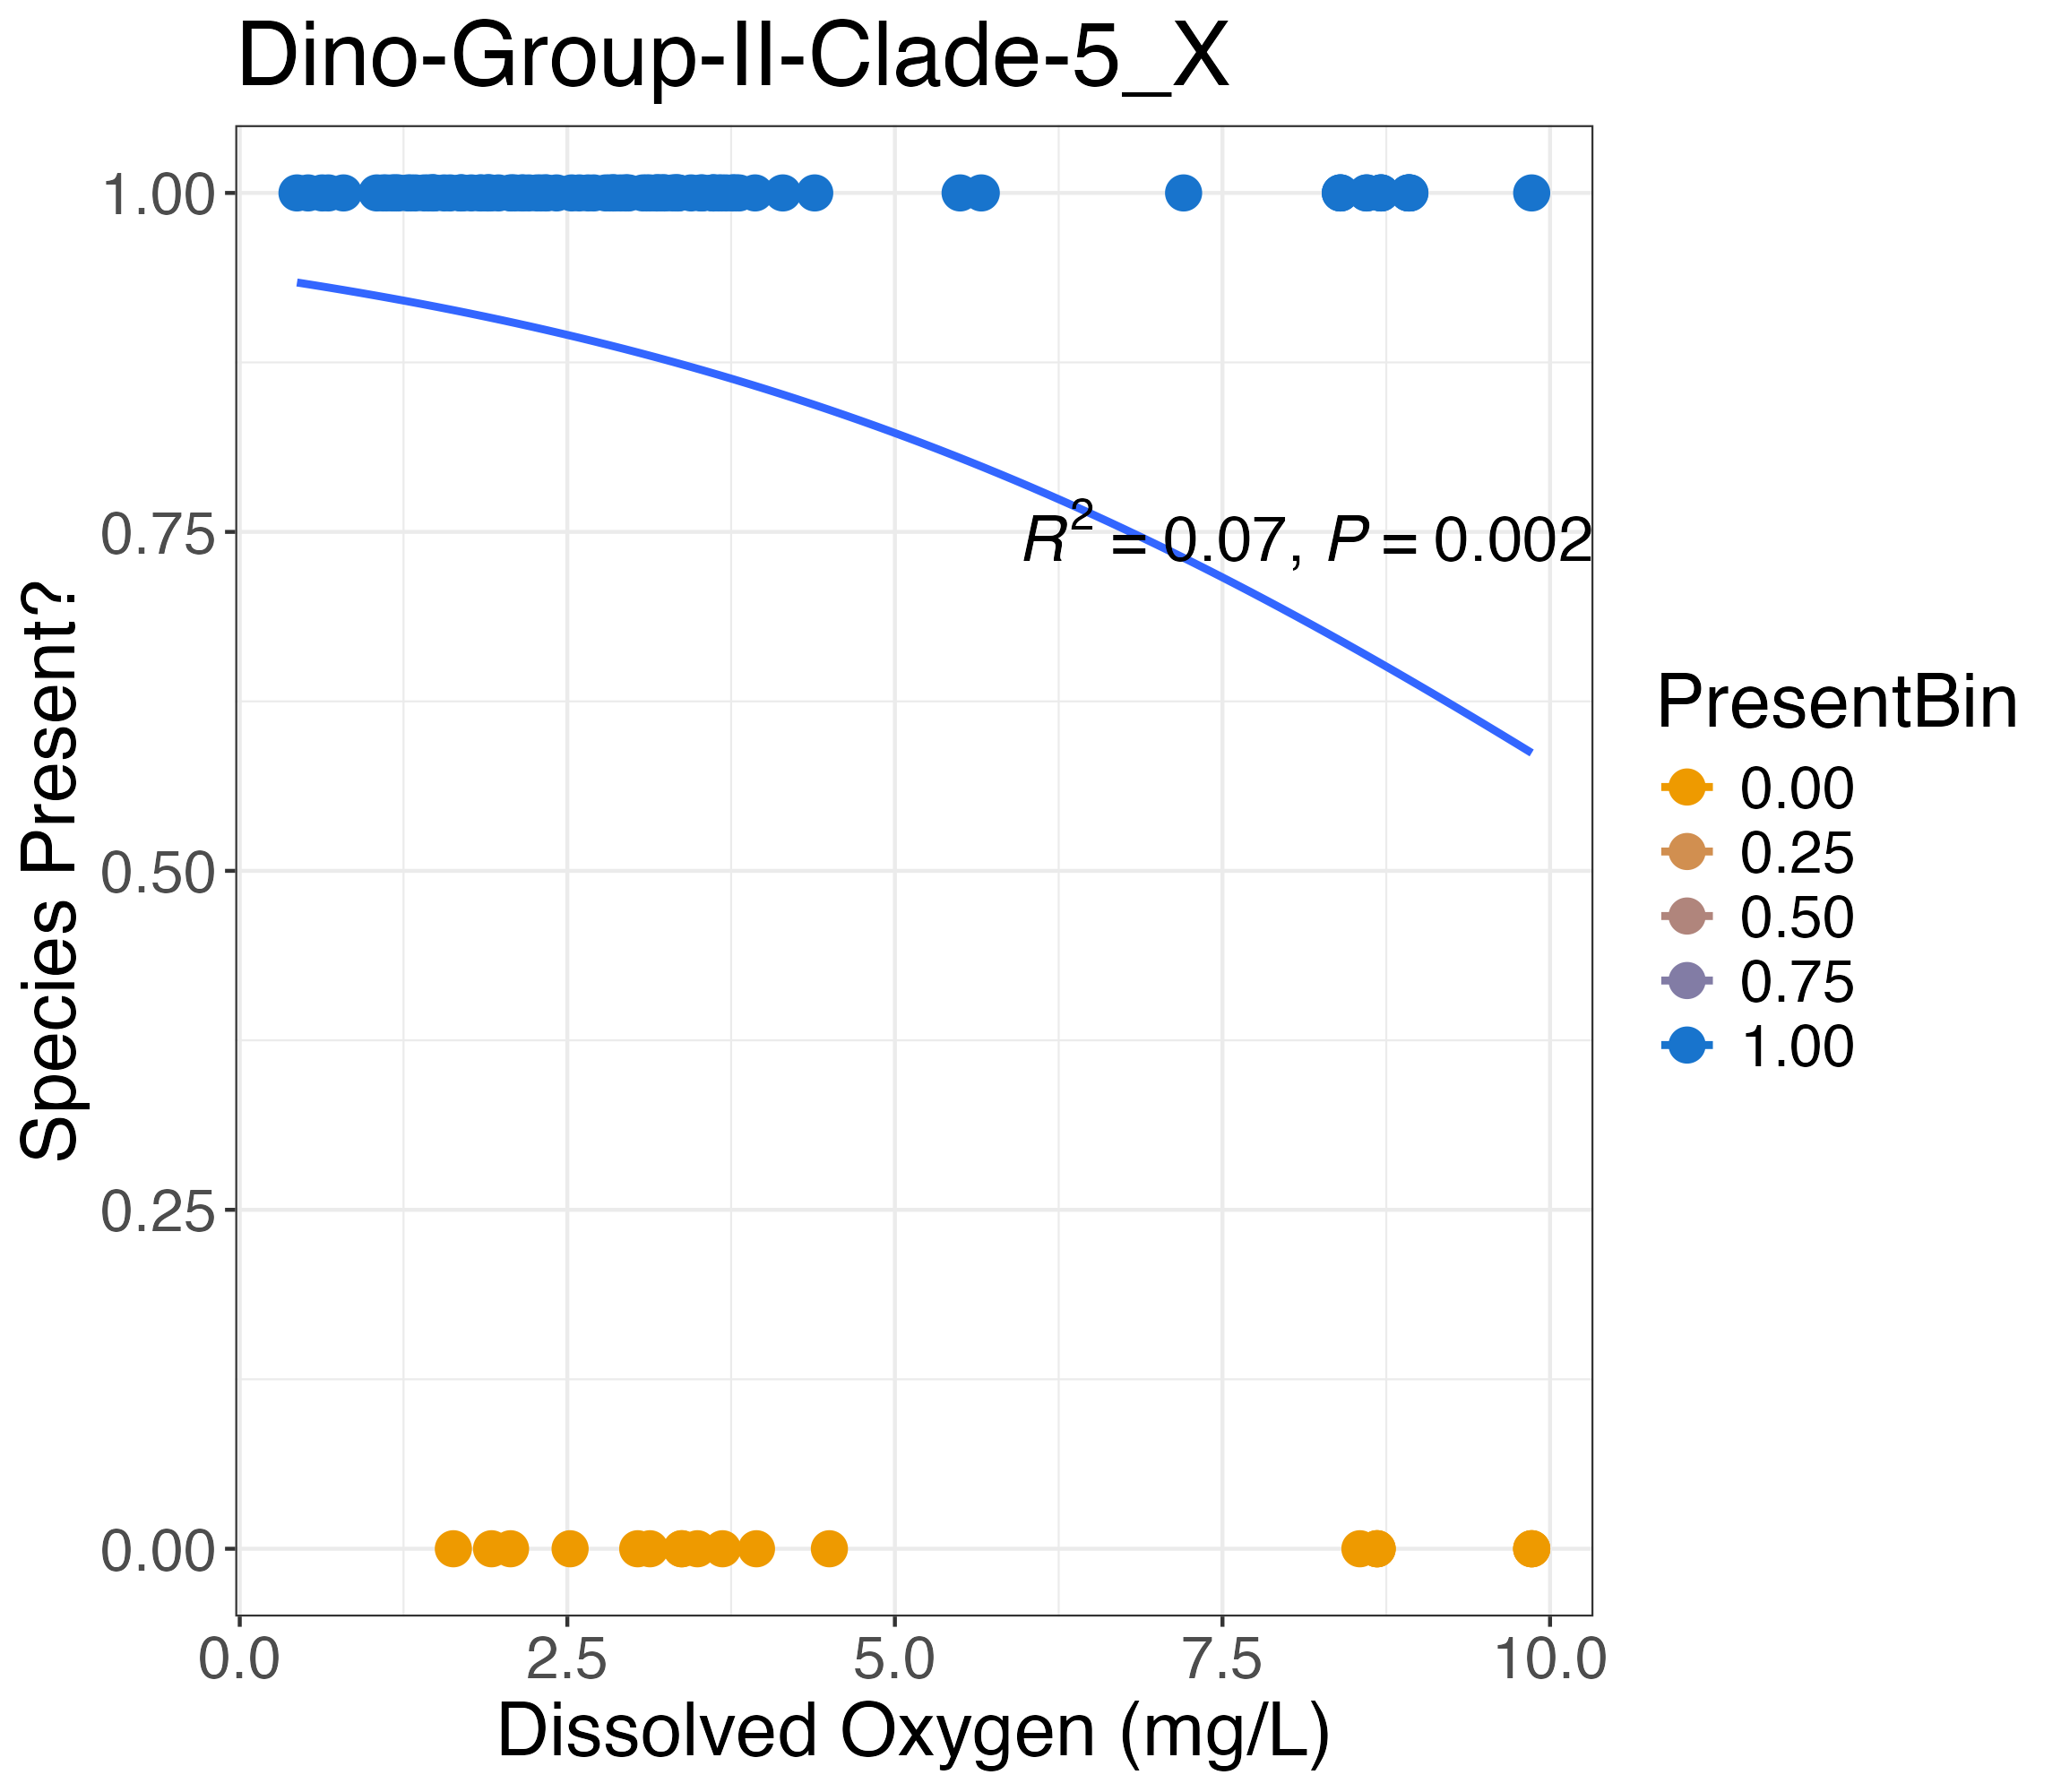 Dino-Group-II-Clade-5_X
1.00
0.75
0.50
0.25
0.00
Species Present?
R² = 0.07, P = 0.002
0.0 2.5 5.0 7.5 10.0
Dissolved Oxygen (mg/L)
PresentBin
0.00
0.25
0.50
0.75
1.00